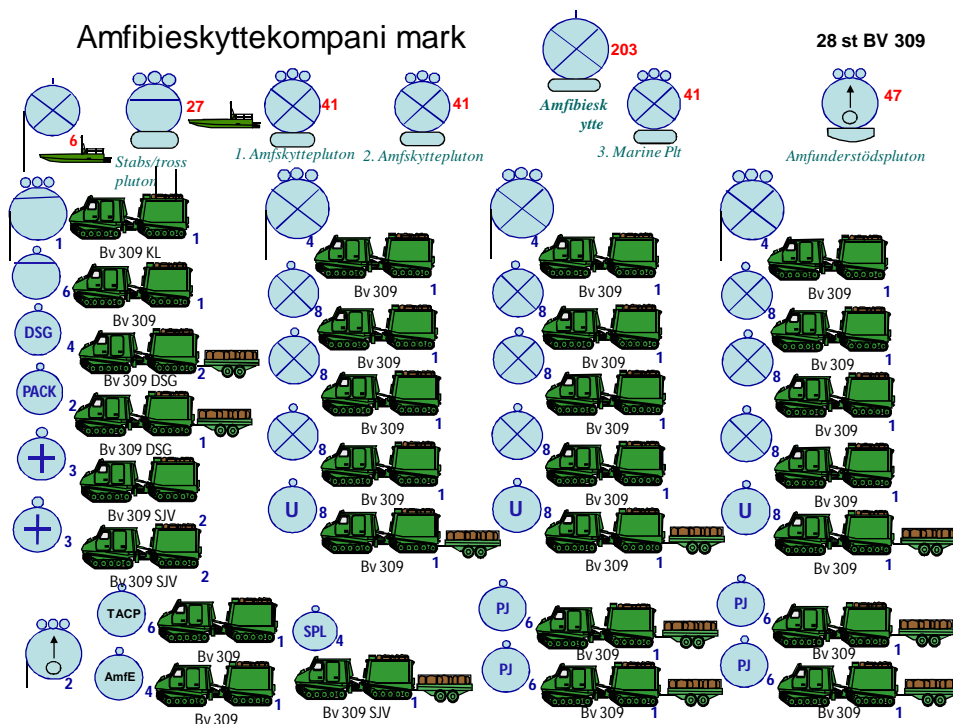 Amfibieskyttekompani mark
203
28 st BV 309
6
27
41
41
Amfibiesk
ytte
41
47
Stabs/tross
pluton
1. Amfskyttepluton
2. Amfskyttepluton
3. Marine Plt
Amfunderstödspluton
1
1
Bv 309 KL
4
1
Bv 309
4
1
Bv 309
4
1
Bv 309
6
1
Bv 309
8
1
Bv 309
8
1
Bv 309
8
1
Bv 309
DSG
4
2
Bv 309 DSG
8
1
Bv 309
8
1
Bv 309
8
1
Bv 309
PACK
2
1
Bv 309 DSG
8
1
Bv 309
8
1
Bv 309
8
1
Bv 309
3
2
Bv 309 SJV
U
8
1
Bv 309
U
8
1
Bv 309
U
8
1
Bv 309
3
2
Bv 309 SJV
TACP
6
1
Bv 309
SPL
4
PJ
6
1
Bv 309
PJ
6
1
Bv 309
2
AmfE
4
1
Bv 309
1
Bv 309 SJV
PJ
6
1
Bv 309
PJ
6
1
Bv 309